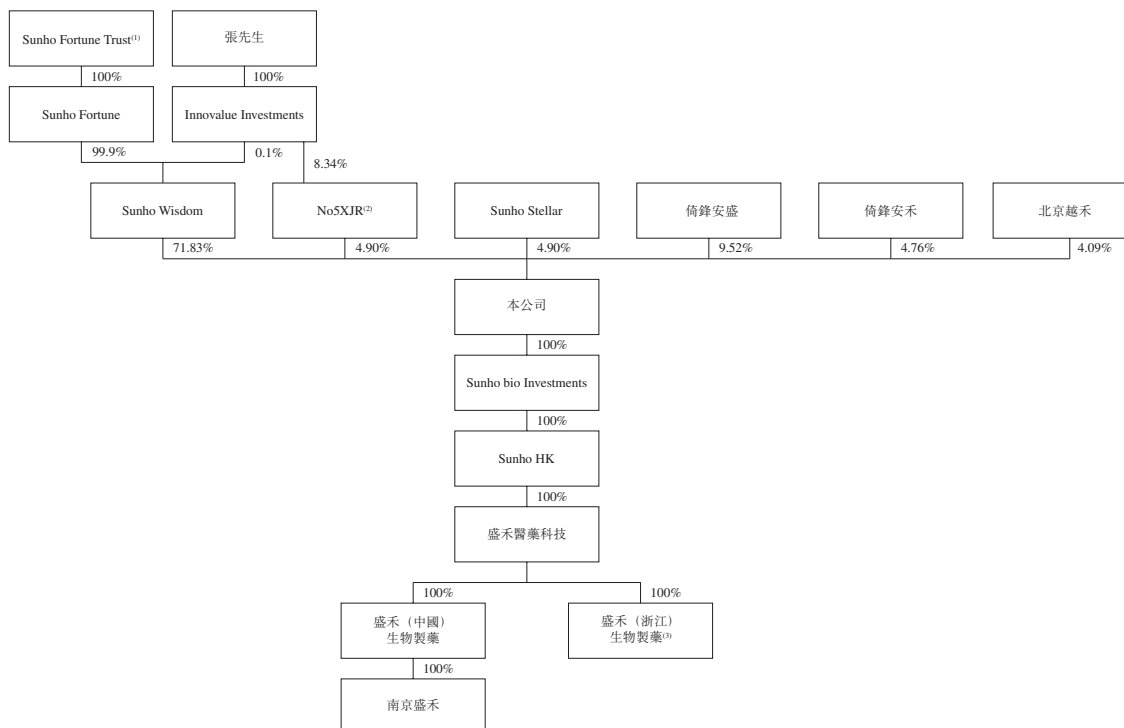 Sunho Fortune Trust(1)
張先生
100%
100%
Sunho Fortune
Innovalue Investments
99.9%
0.1%
8.34%
Sunho Wisdom
No5XJR(2)
Sunho Stellar
倚鋒安盛
倚鋒安禾
北京越禾
71.83%
4.90%
4.90%
9.52%
4.76%
4.09%
本公司
100%
Sunho bio Investments
100%
Sunho HK
100%
盛禾醫藥科技
100%
100%
盛禾（中國）
生物製藥
盛禾（浙江）
生物製藥(3)
100%
南京盛禾